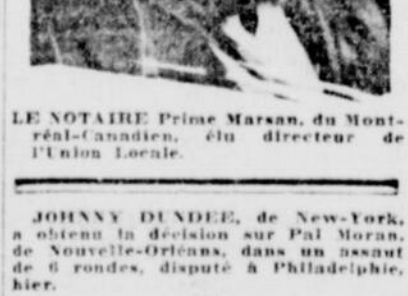 LE NOTAIRE Prime Marsan, du Mont-
réal-Canadien, élu directeur de
l'Union Locale.
JOHNNY DUNDEE, de New-York,
a obtenu la décision sur Pal Moran,
de Nouvelle-Orléans, dans un assaut
de 6 rondes, disputé à Philadelphie,
hier.